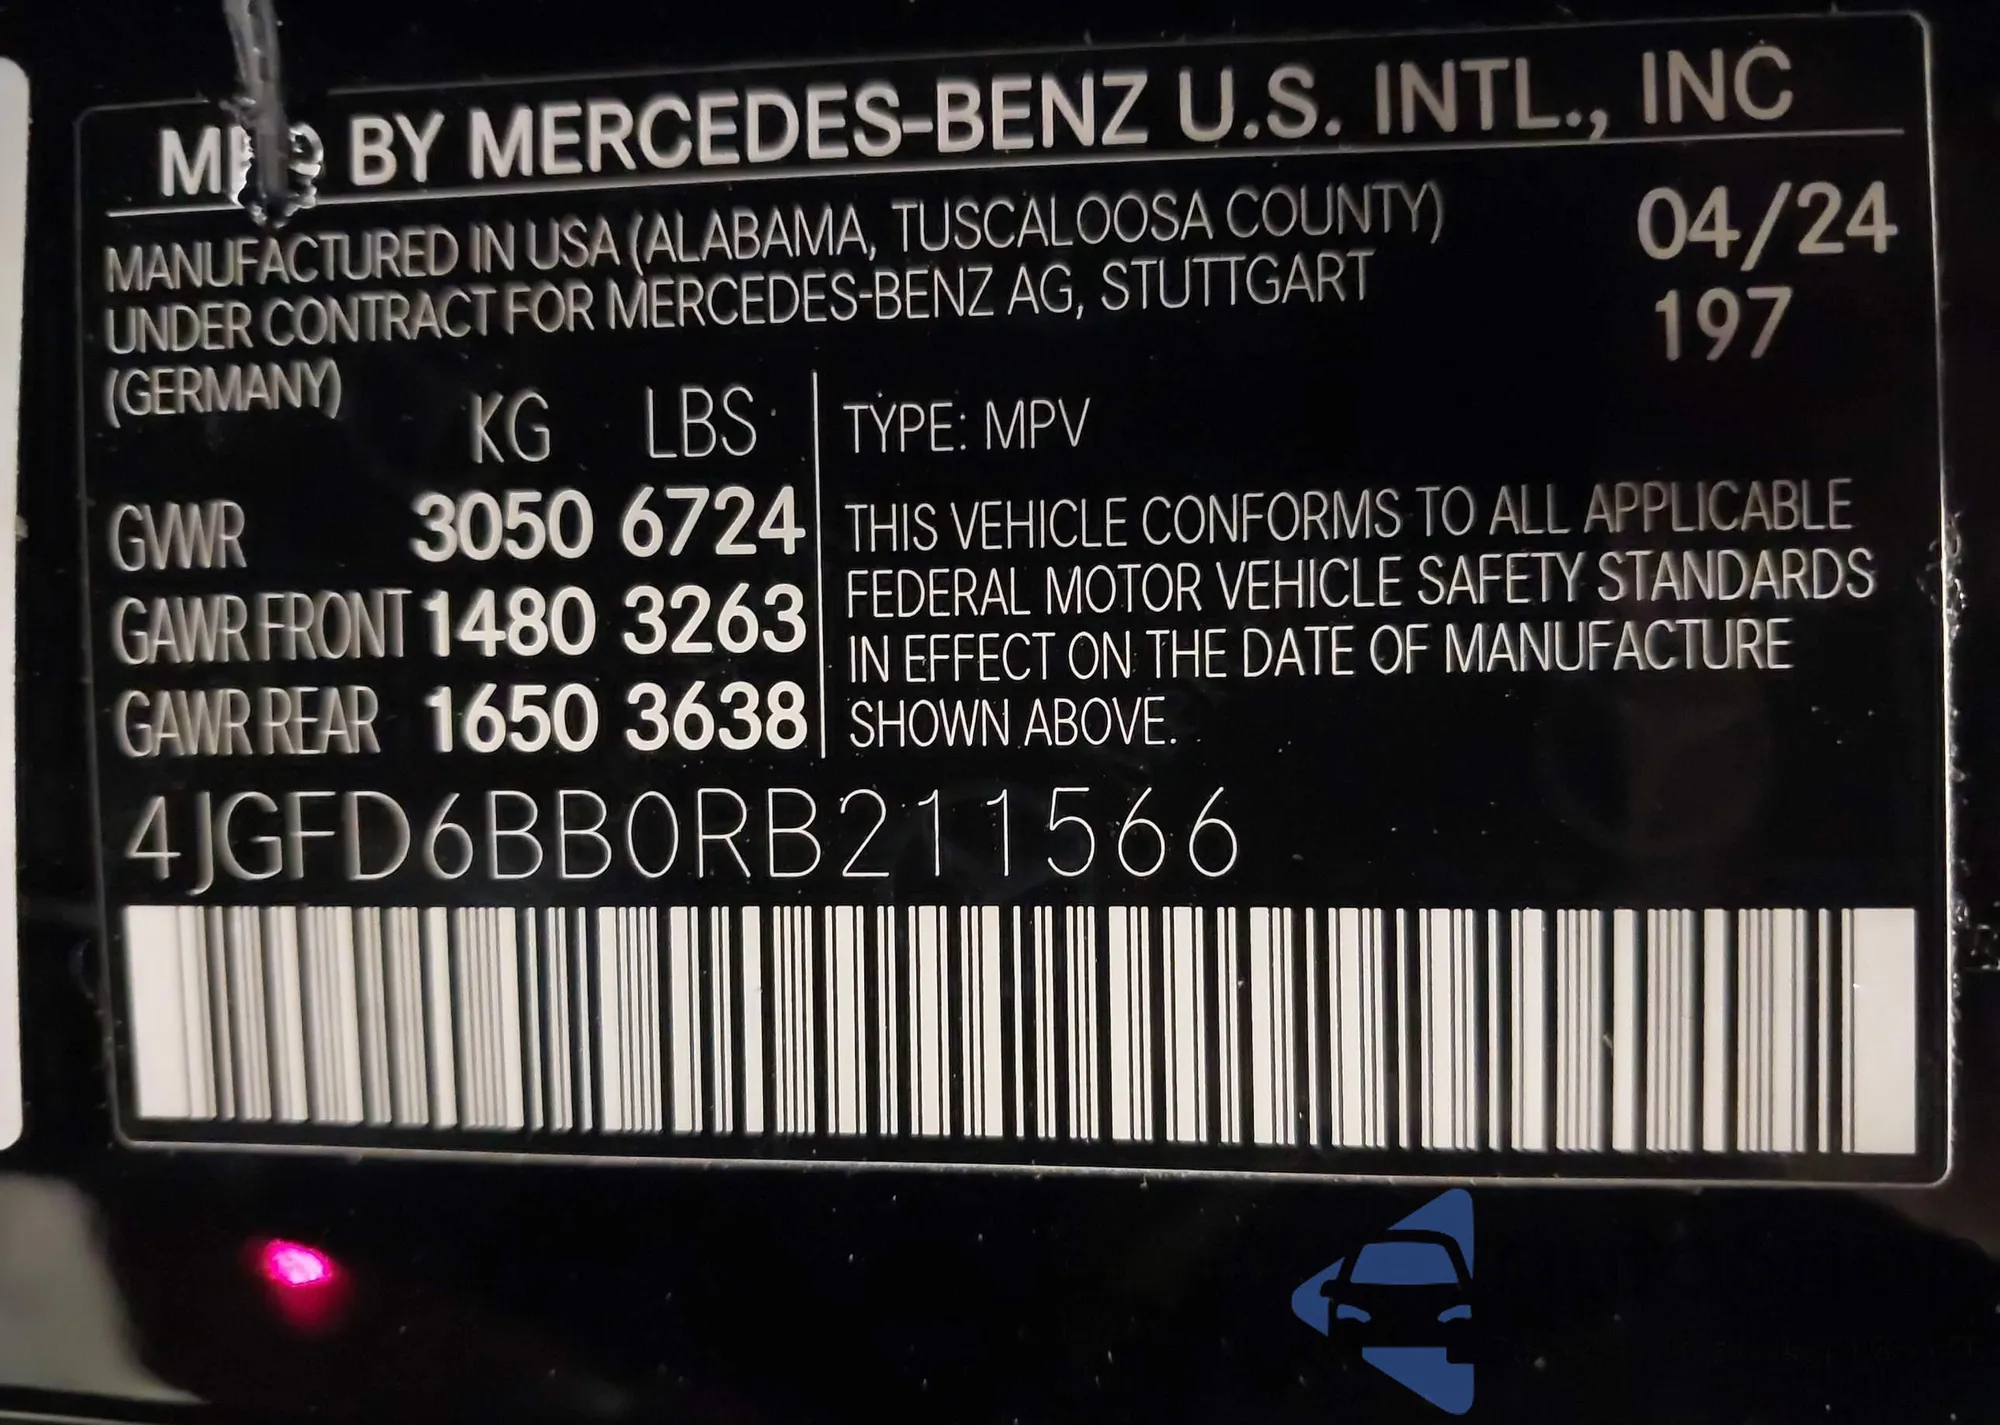 MFD BY MERCEDES-BENZ U.S. INTL., INC
MANUFACTURED IN USA (ALABAMA, TUSCALOOSA COUNTY)
UNDER CONTRACT FOR MERCEDES-BENZ AG, STUTTGART
(GERMANY)
04/24
197
KG LBS
GVWR 3050 6724
GAWR FRONT 1480 3263
GAWR REAR 1650 3638
TYPE: MPV
THIS VEHICLE CONFORMS TO ALL APPLICABLE
FEDERAL MOTOR VEHICLE SAFETY STANDARDS
IN EFFECT ON THE DATE OF MANUFACTURE
SHOWN ABOVE.
4JGFD6BB0RB211566